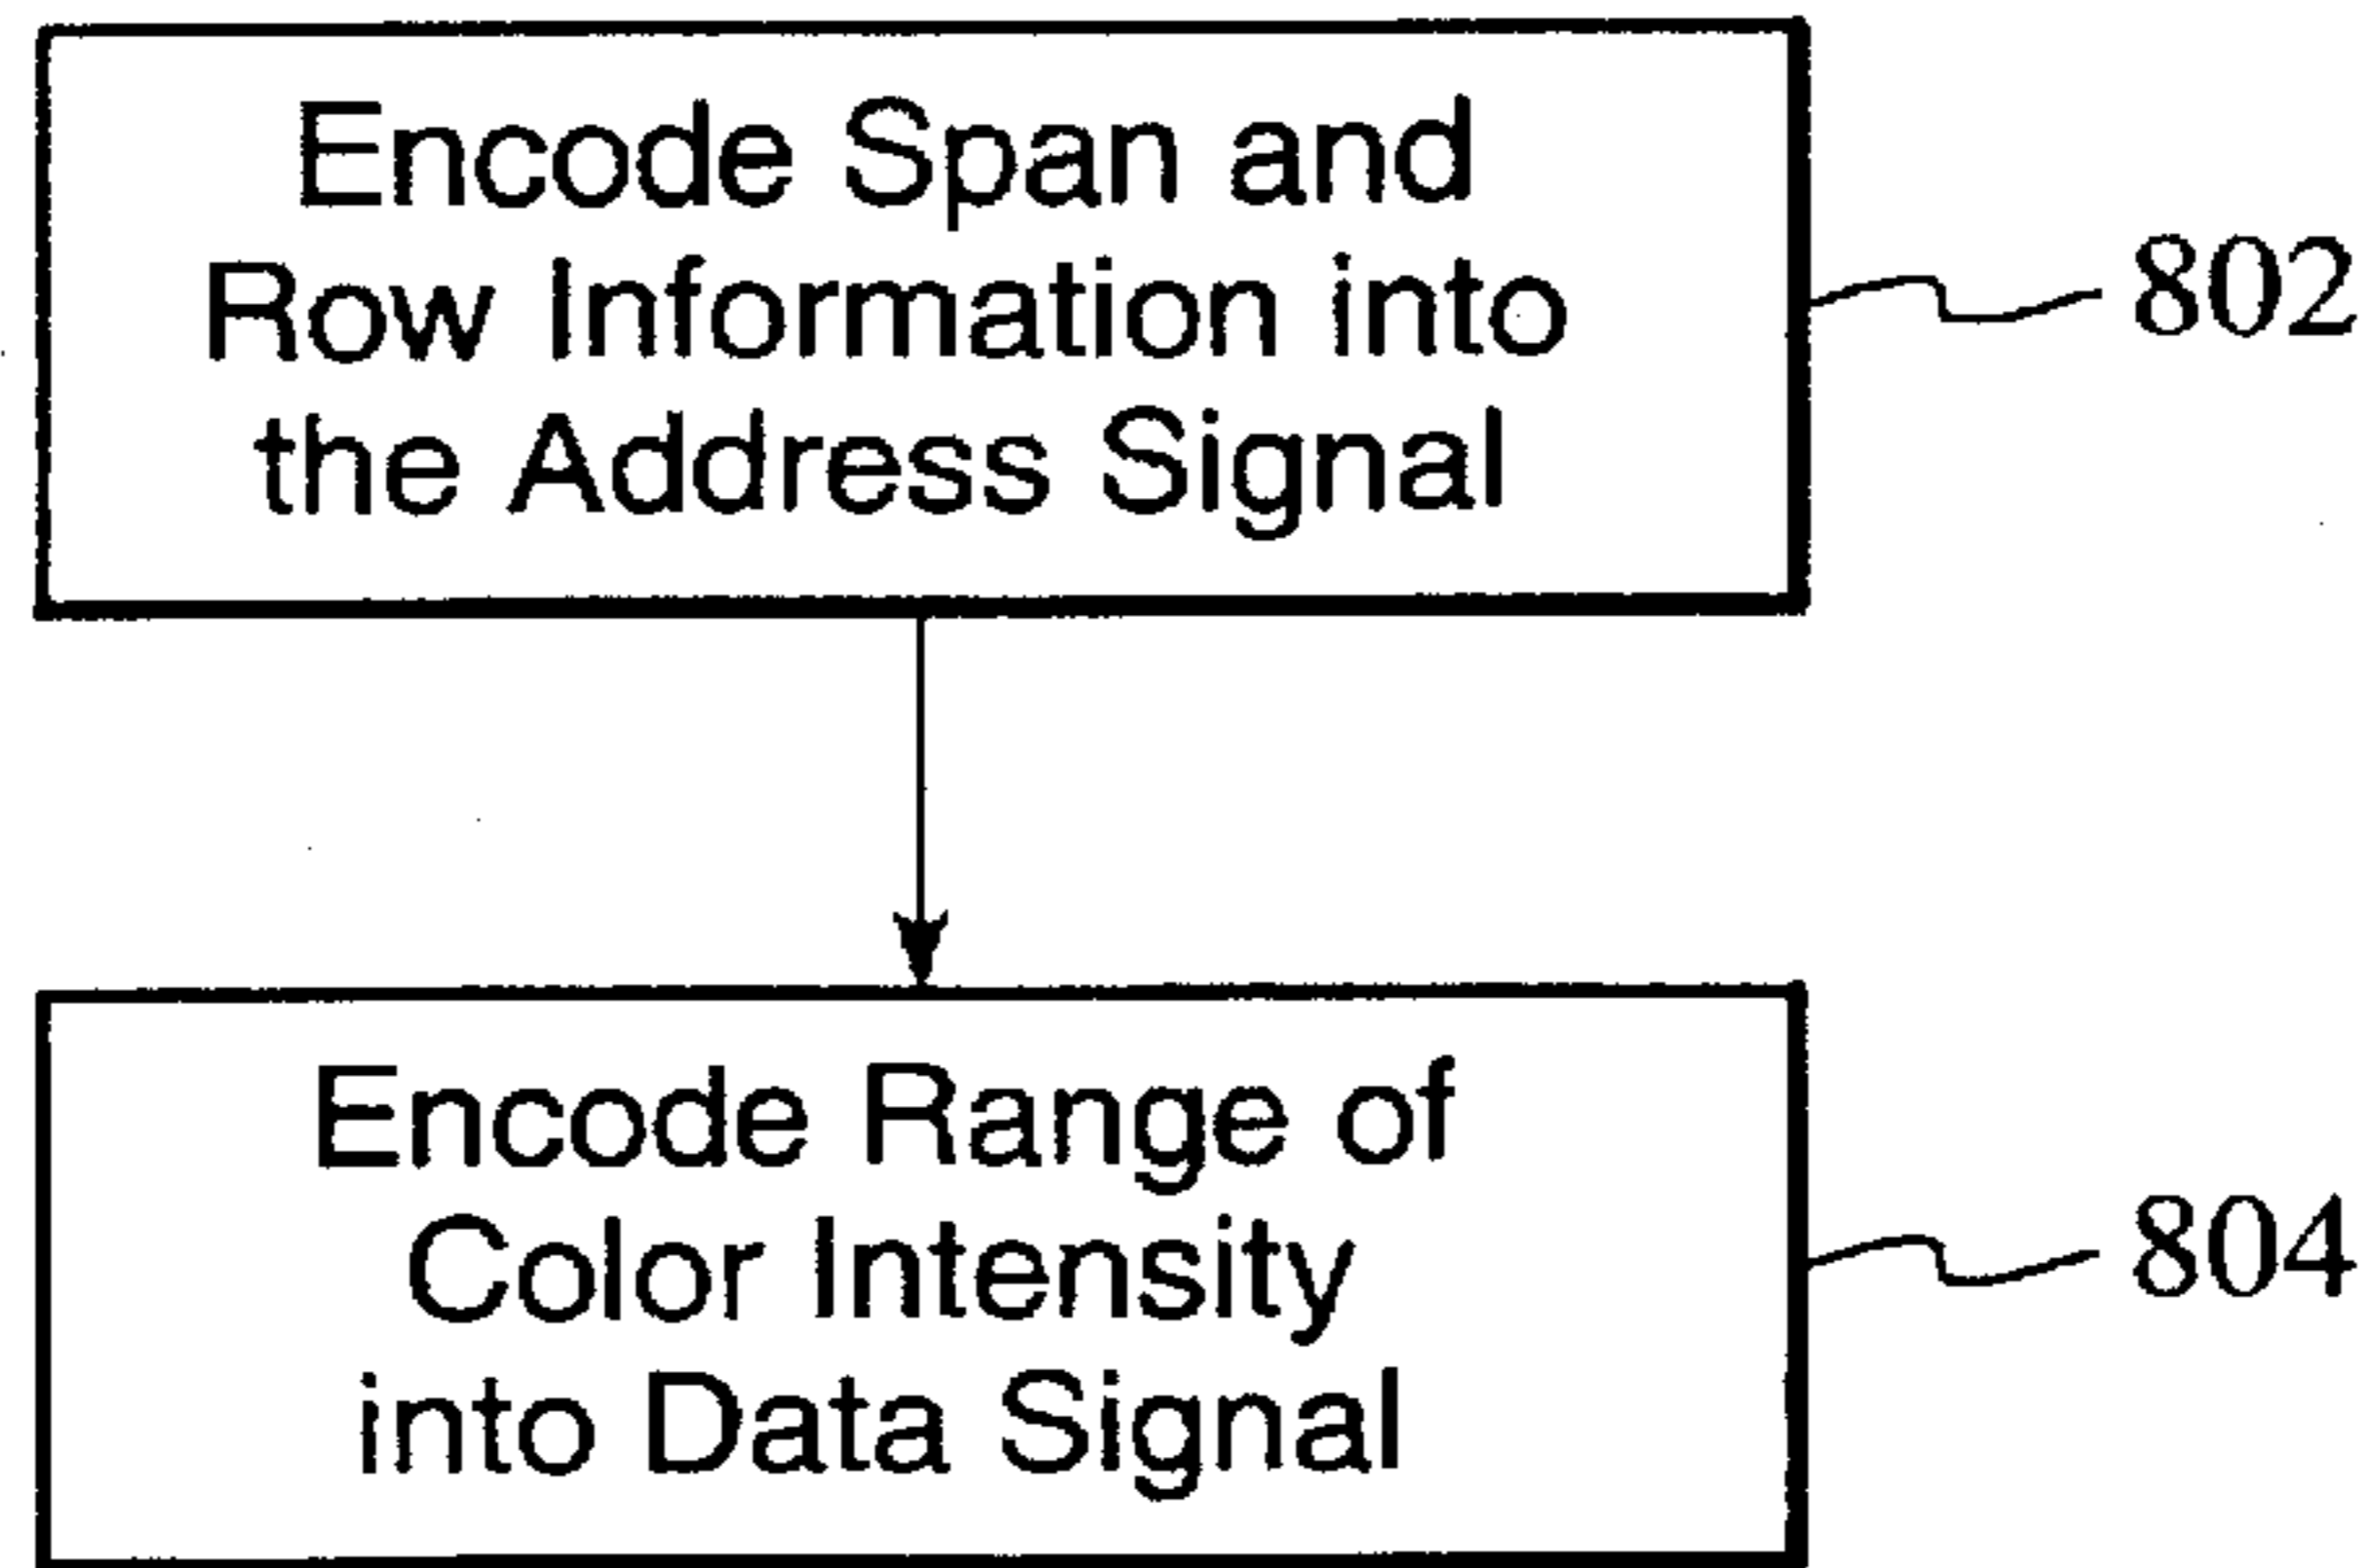 Encode Span and
Row Information into
the Address Signal
802
Encode Range of
Color Intensity
into Data Signal
804